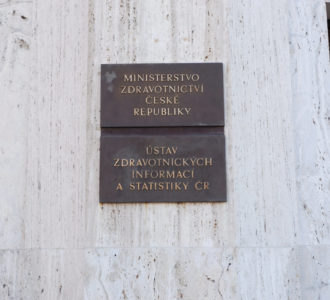 MINISTERSTVO
ZDRAVOTNICTVÍ
ČESKÉ
REPUBLIKY
ÚSTAV
ZDRAVOTNICKÝCH
INFORMACÍ
A STATISTIKY ČR